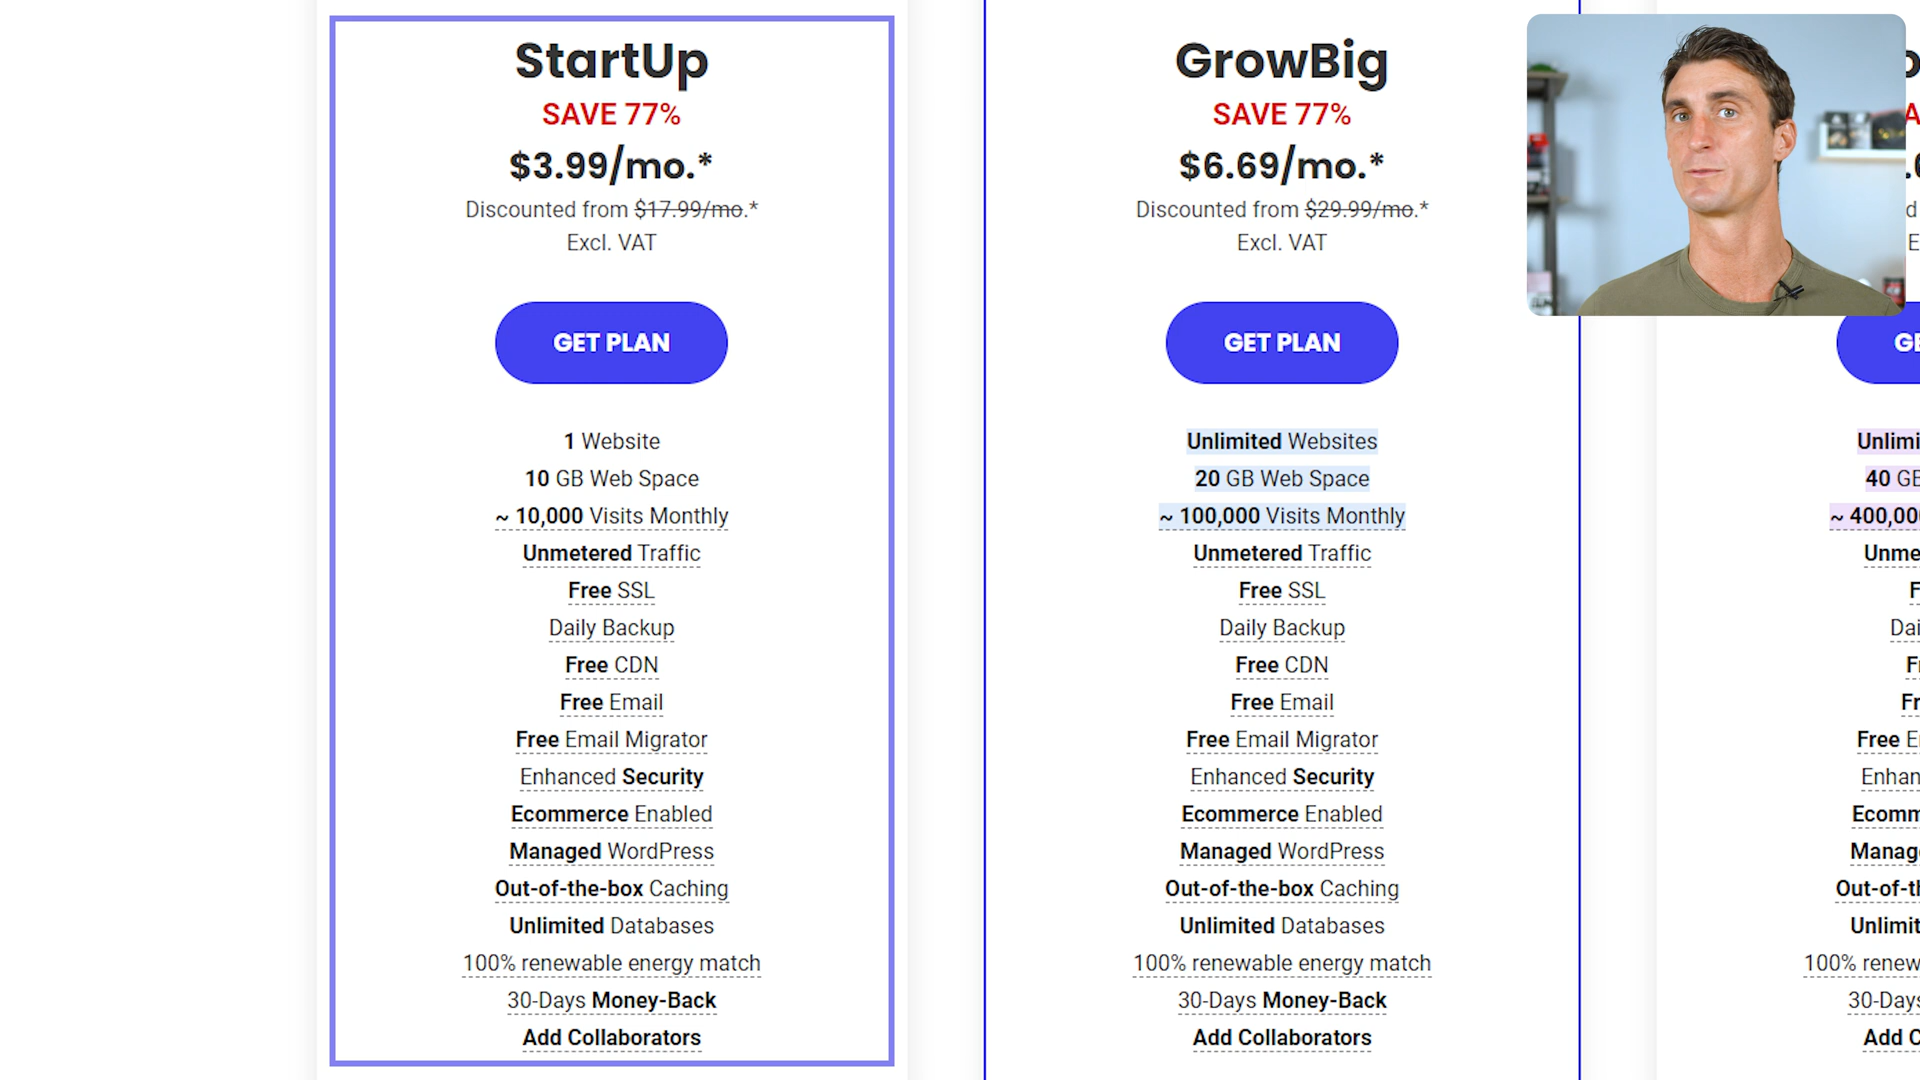 StartUp
SAVE 77%
$3.99/mo.*
Discounted from $17.99/mo.*
Excl. VAT
GET PLAN
1 Website
10 GB Web Space
~ 10,000 Visits Monthly
Unmetered Traffic
Free SSL
Daily Backup
Free CDN
Free Email
Free Email Migrator
Enhanced Security
Ecommerce Enabled
Managed WordPress
Out-of-the-box Caching
Unlimited Databases
100% renewable energy match
30-Days Money-Back
Add Collaborators
GrowBig
SAVE 77%
$6.69/mo.*
Discounted from $29.99/mo.*
Excl. VAT
GET PLAN
Unlimited Websites
20 GB Web Space
~ 100,000 Visits Monthly
Unmetered Traffic
Free SSL
Daily Backup
Free CDN
Free Email
Free Email Migrator
Enhanced Security
Ecommerce Enabled
Managed WordPress
Out-of-the-box Caching
Unlimited Databases
100% renewable energy match
30-Days Money-Back
Add Collaborators
40
Free
30-Days
Add